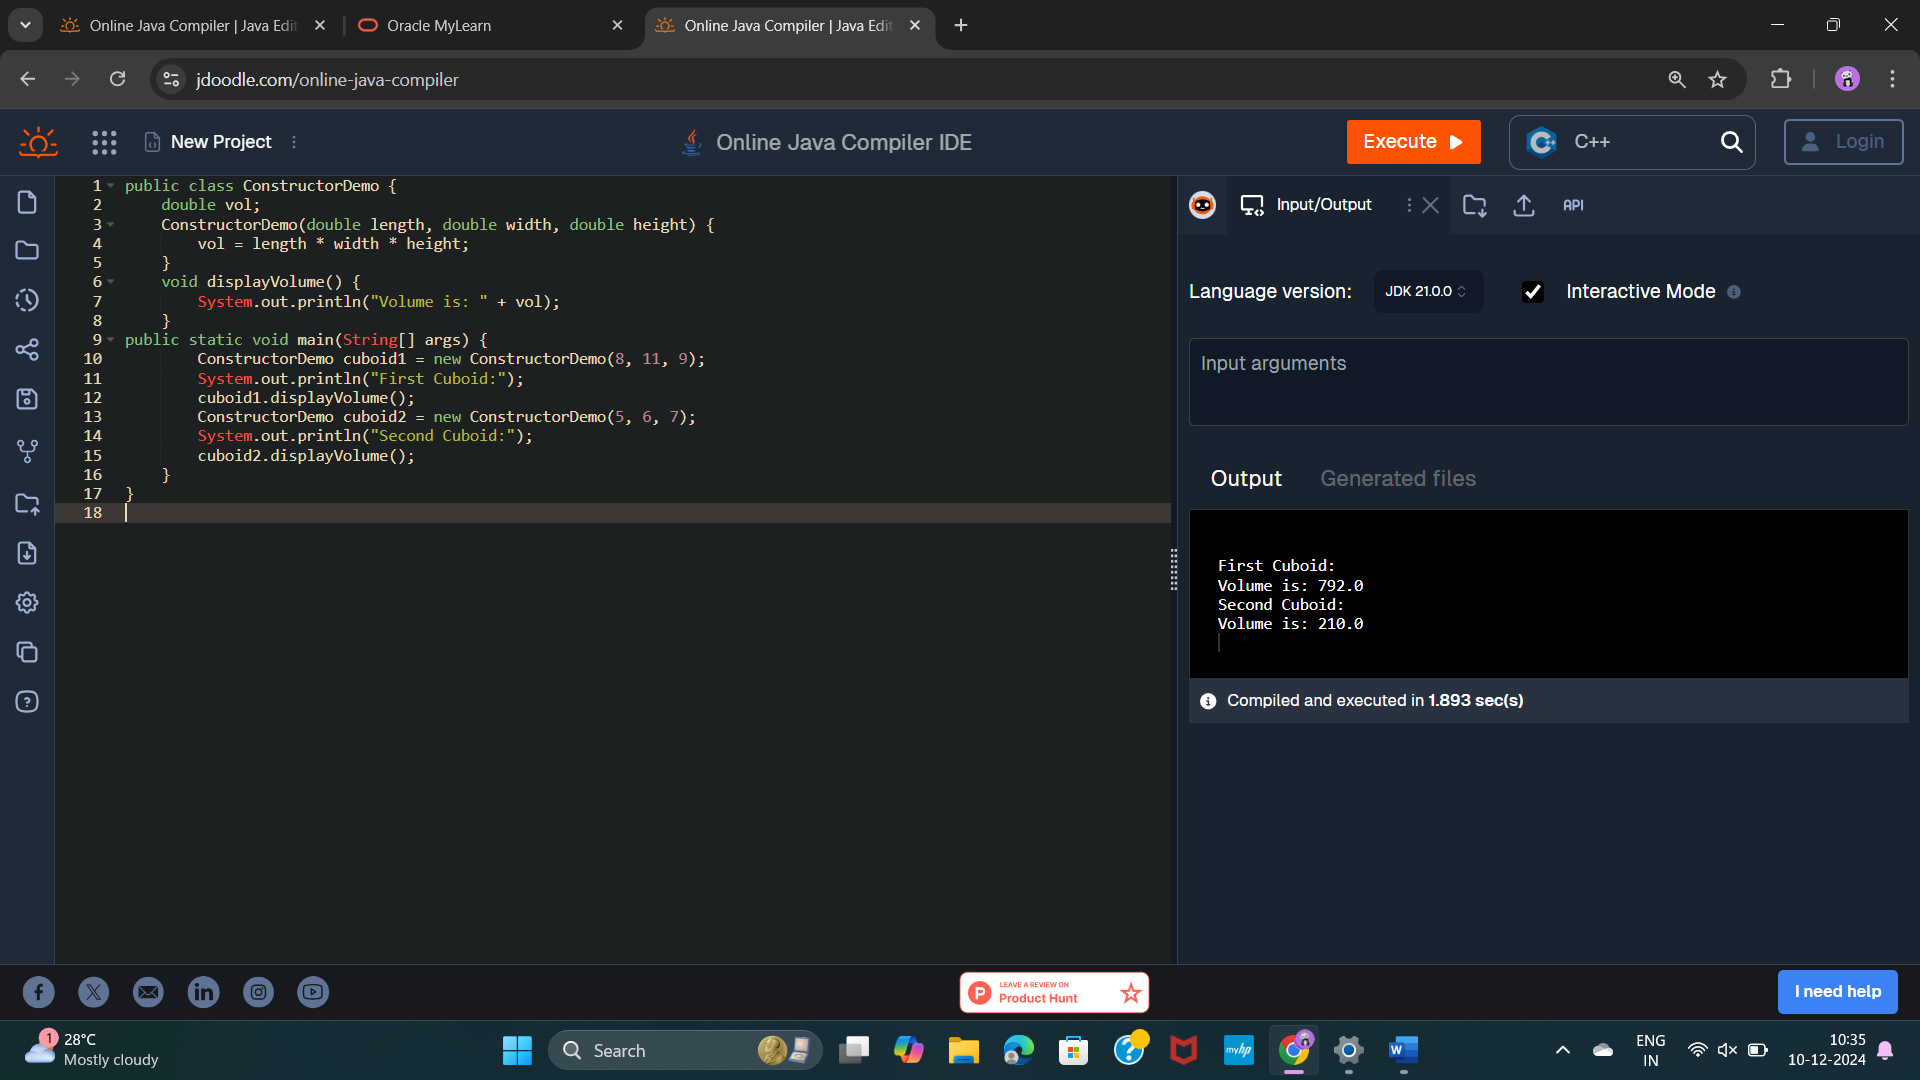 Online Java Compiler | Java Edit
Oracle MyLearn
Online Java Compiler | Java Edit
jdoodle.com/online-java-compiler
New Project
Online Java Compiler IDE
Execute
C++
Login
1 public class ConstructorDemo {
2     double vol;
3     ConstructorDemo(double length, double width, double height) {
4         vol = length * width * height;
5     }
6     void displayVolume() {
7         System.out.println("Volume is: " + vol);
8     }
9 public static void main(String[] args) {
10         ConstructorDemo cuboid1 = new ConstructorDemo(8, 11, 9);
11         System.out.println("First Cuboid:");
12         cuboid1.displayVolume();
13         ConstructorDemo cuboid2 = new ConstructorDemo(5, 6, 7);
14         System.out.println("Second Cuboid:");
15         cuboid2.displayVolume();
16     }
17 }
18
Input/Output
API
Language version:
JDK 21.0.0
Interactive Mode
Input arguments
Output
Generated files
First Cuboid:
Volume is: 792.0
Second Cuboid:
Volume is: 210.0
Compiled and executed in 1.893 sec(s)
LEAVE A REVIEW ON
Product Hunt
I need help
1
28°C
Mostly cloudy
Search
myhp
ENG
IN
10:35
10-12-2024